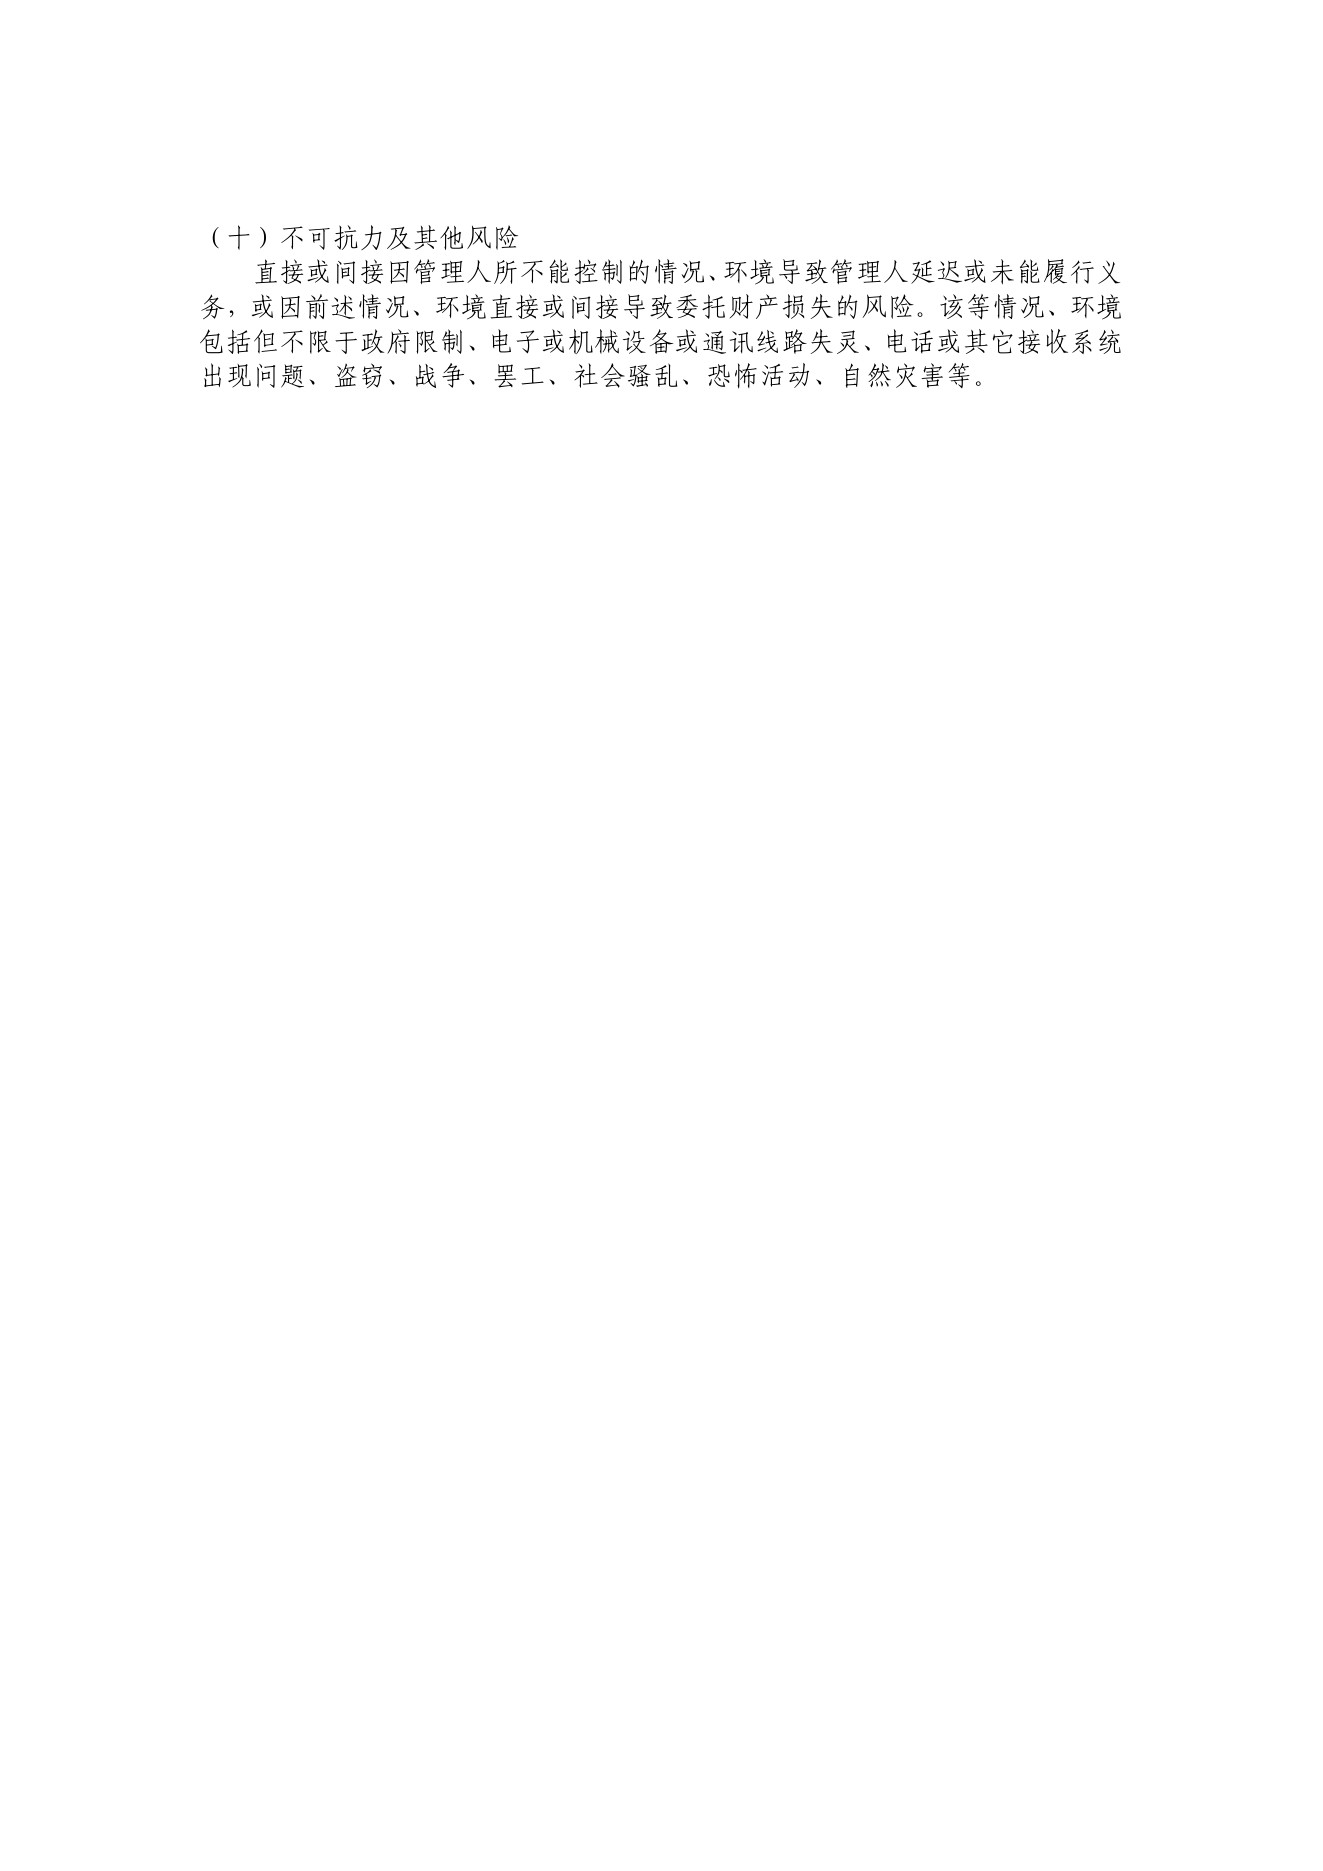 （十）不可抗力及其他风险
直接或间接因管理人所不能控制的情况、环境导致管理人延迟或未能履行义
务，或因前述情况、环境直接或间接导致委托财产损失的风险。该等情况、环境
包括但不限于政府限制、电子或机械设备或通讯线路失灵、电话或其它接收系统
出现问题、盗窃、战争、罢工、社会骚乱、恐怖活动、自然灾害等。